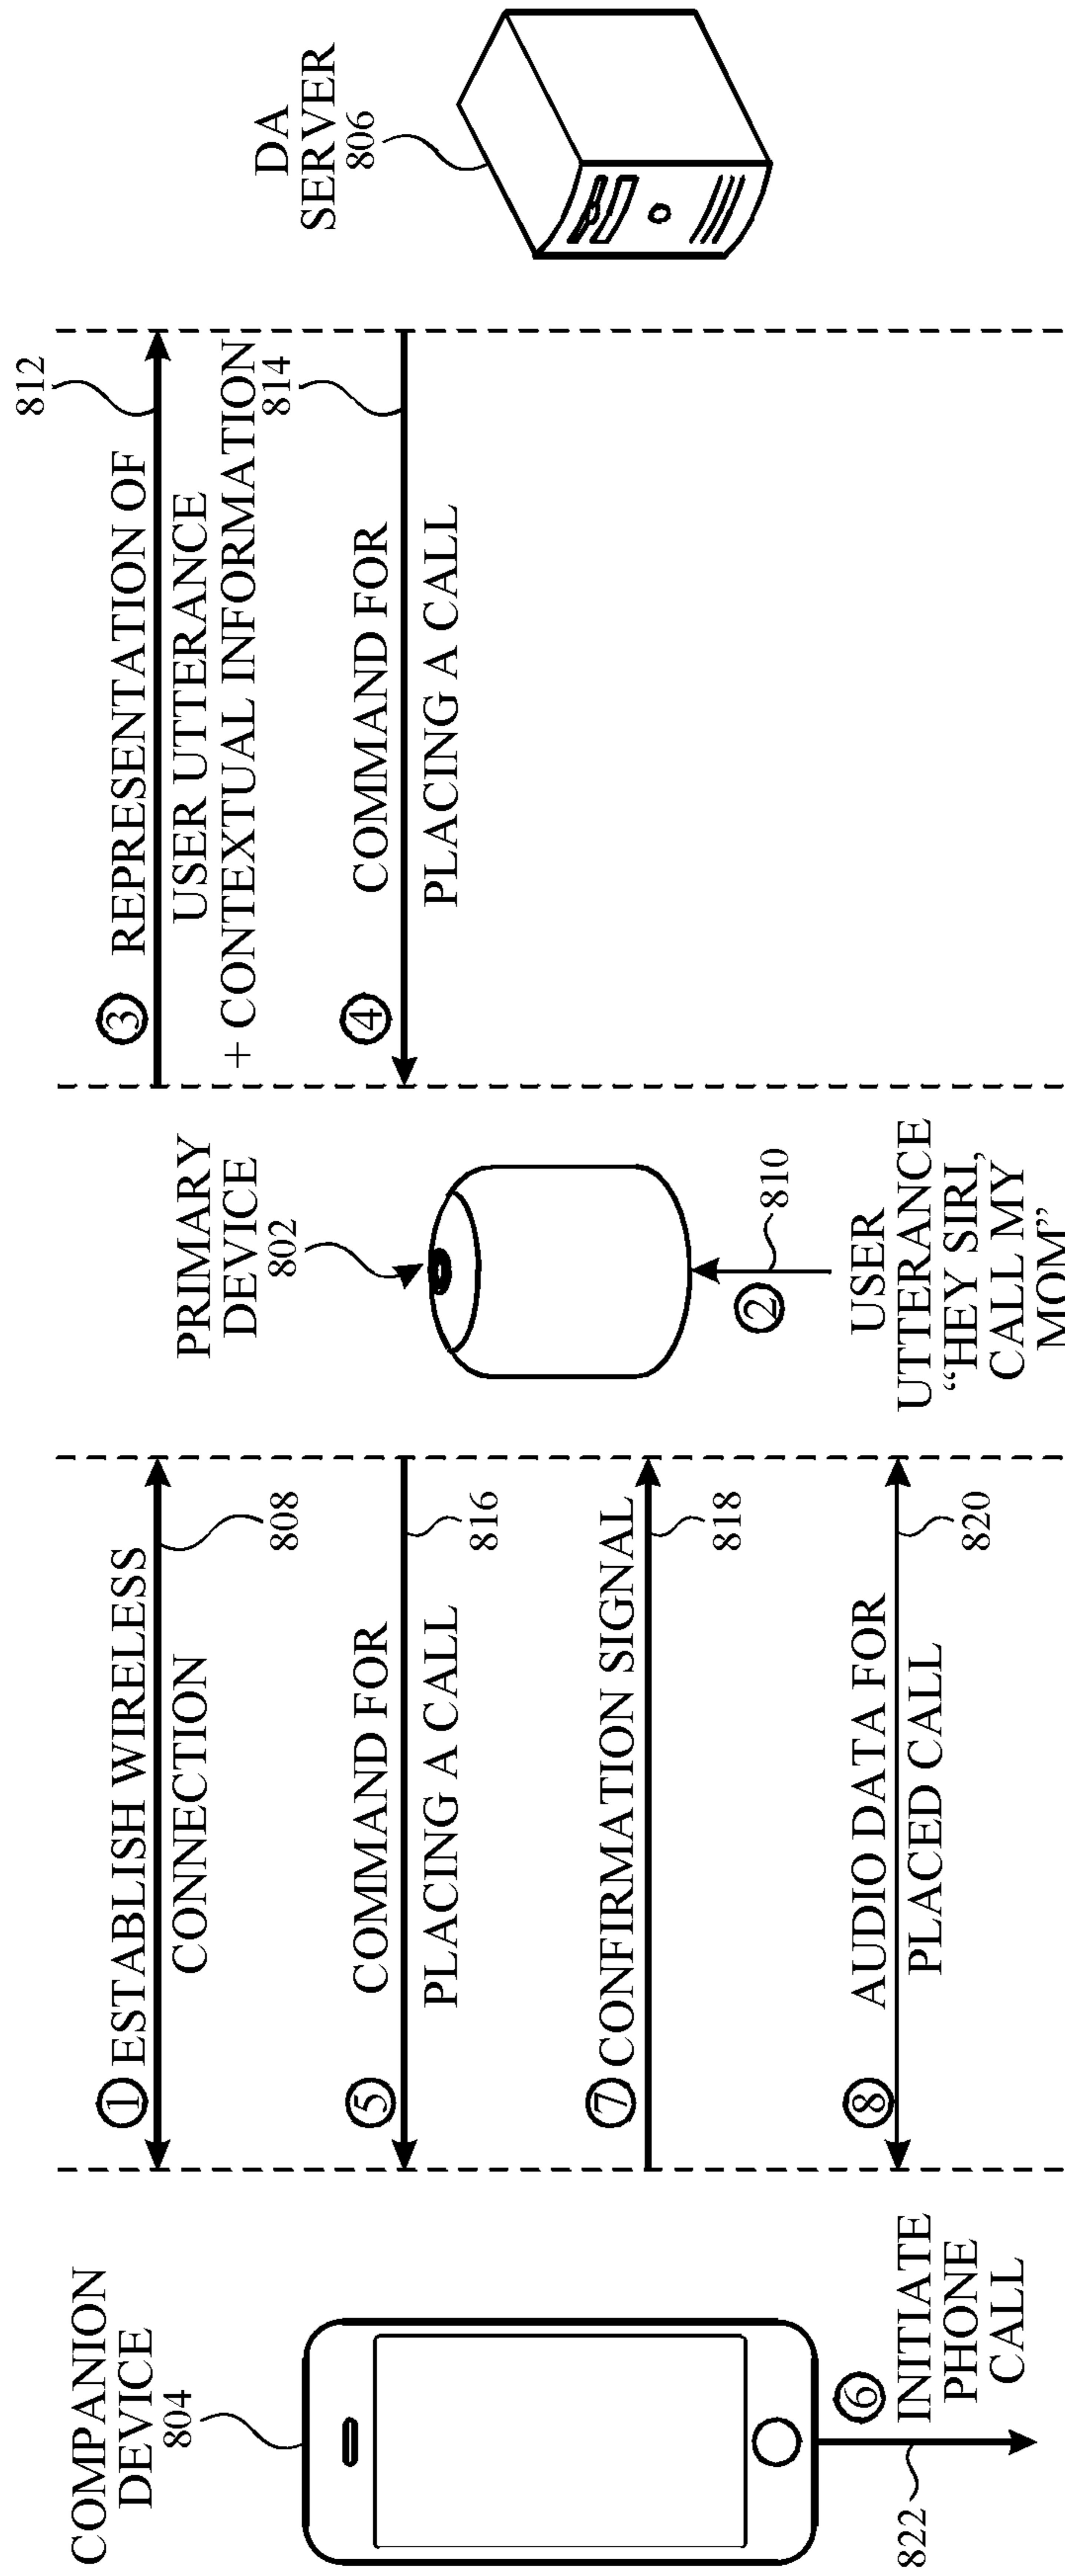 COMPANION
DEVICE
804
①ESTABLISH WIRELESS
CONNECTION
808
PRIMARY
DEVICE
802
③ REPRESENTATION OF
USER UTTERANCE
+ CONTEXTUAL INFORMATION
812
DA
SERVER
806
⑤ COMMAND FOR
PLACING A CALL
816
④ COMMAND FOR
PLACING A CALL
814
⑦ CONFIRMATION SIGNAL
818
② 810
USER
UTTERANCE
“HEY SIRI,
CALL MY
MOM”
⑧ AUDIO DATA FOR
PLACED CALL
820
822
⑥ INITIATE
PHONE
CALL